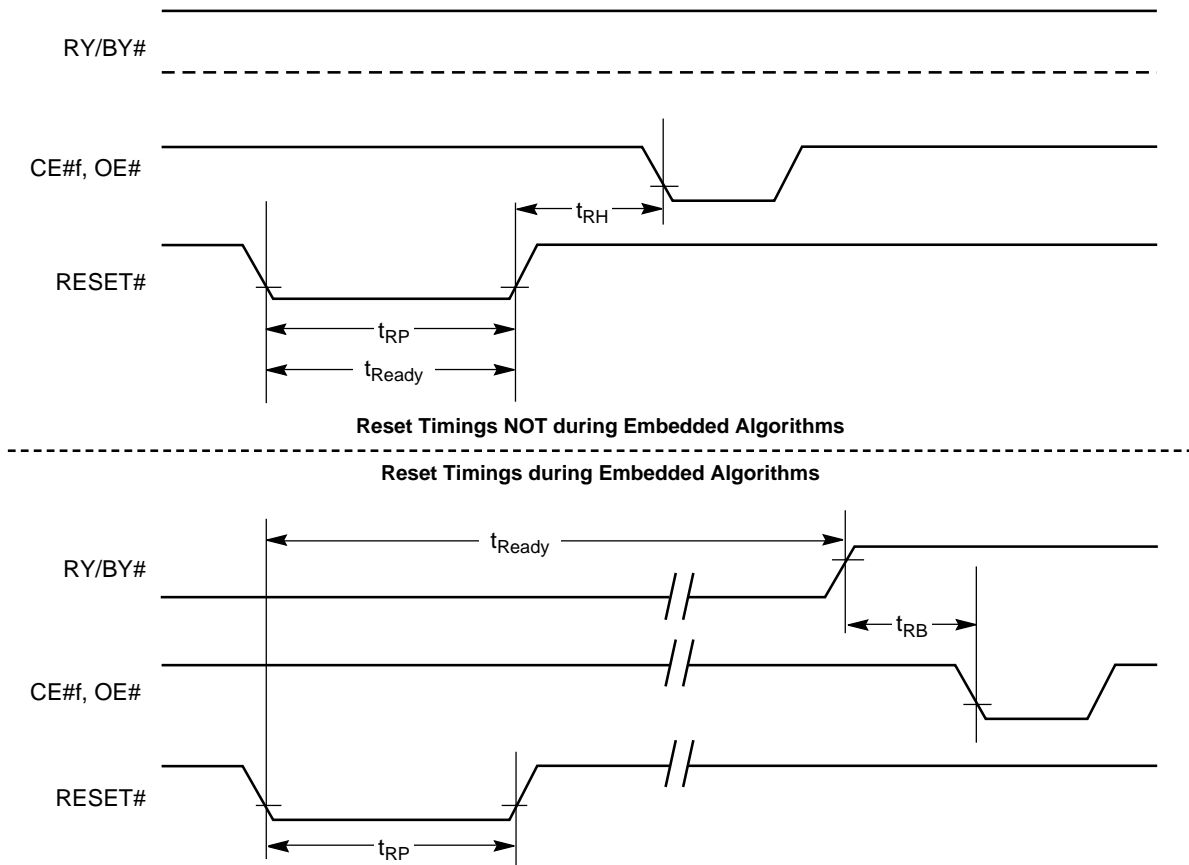 RY/BY#
CE#f, OE#
tRH
RESET#
tRP
tReady
Reset Timings NOT during Embedded Algorithms
Reset Timings during Embedded Algorithms
tReady
RY/BY#
tRB
CE#f, OE#
RESET#
tRP